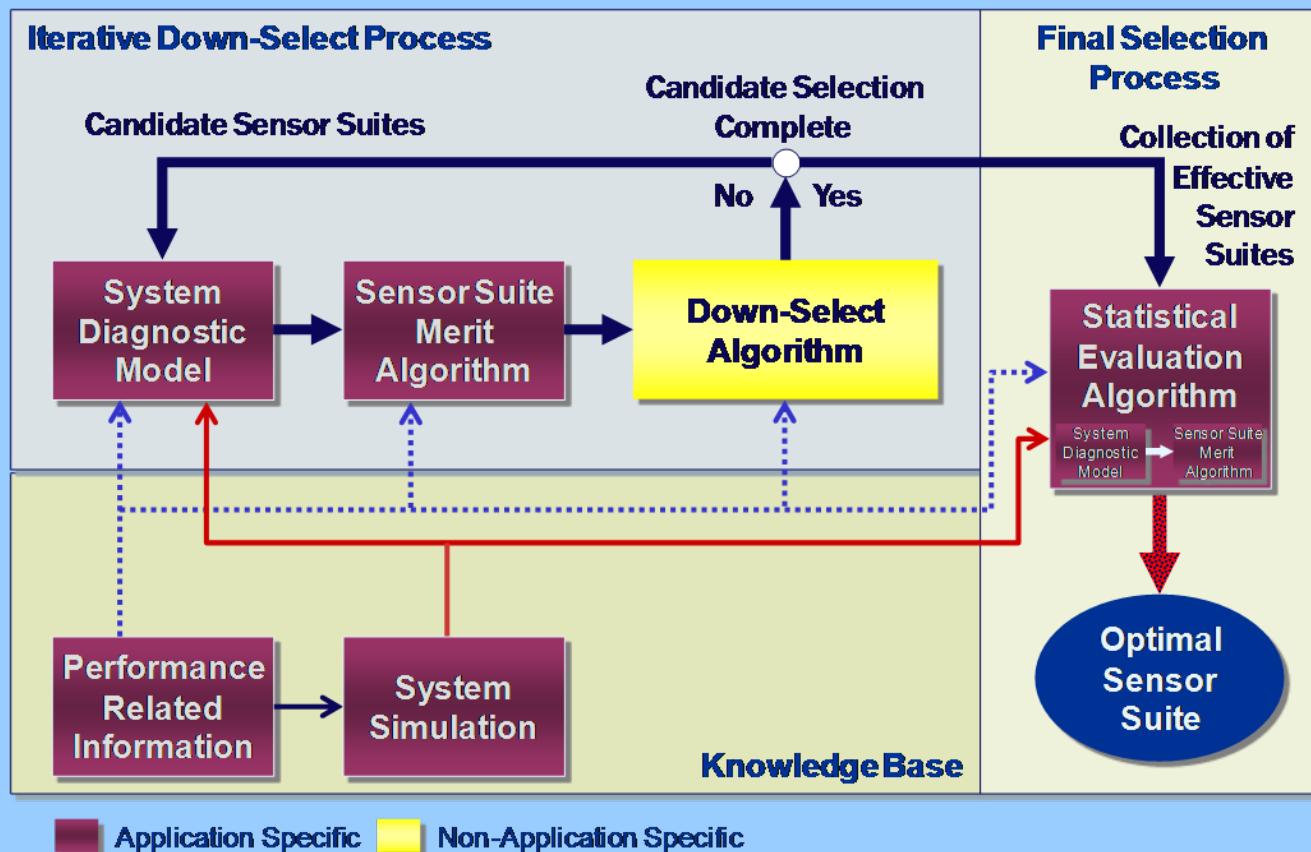 Iterative Down-Select Process
Final Selection
Process
Candidate Selection
Complete
Candidate Sensor Suites
Collection of
Effective
Sensor
Suites
No
Yes
System
Diagnostic
Model
Sensor Suite
Merit
Algorithm
Down-Select
Algorithm
Statistical
Evaluation
Algorithm
System
Diagnostic
Model
Sensor Suite
Merit
Algorithm
Performance
Related
Information
System
Simulation
Optimal
Sensor
Suite
Knowledge Base
Application Specific
Non-Application Specific